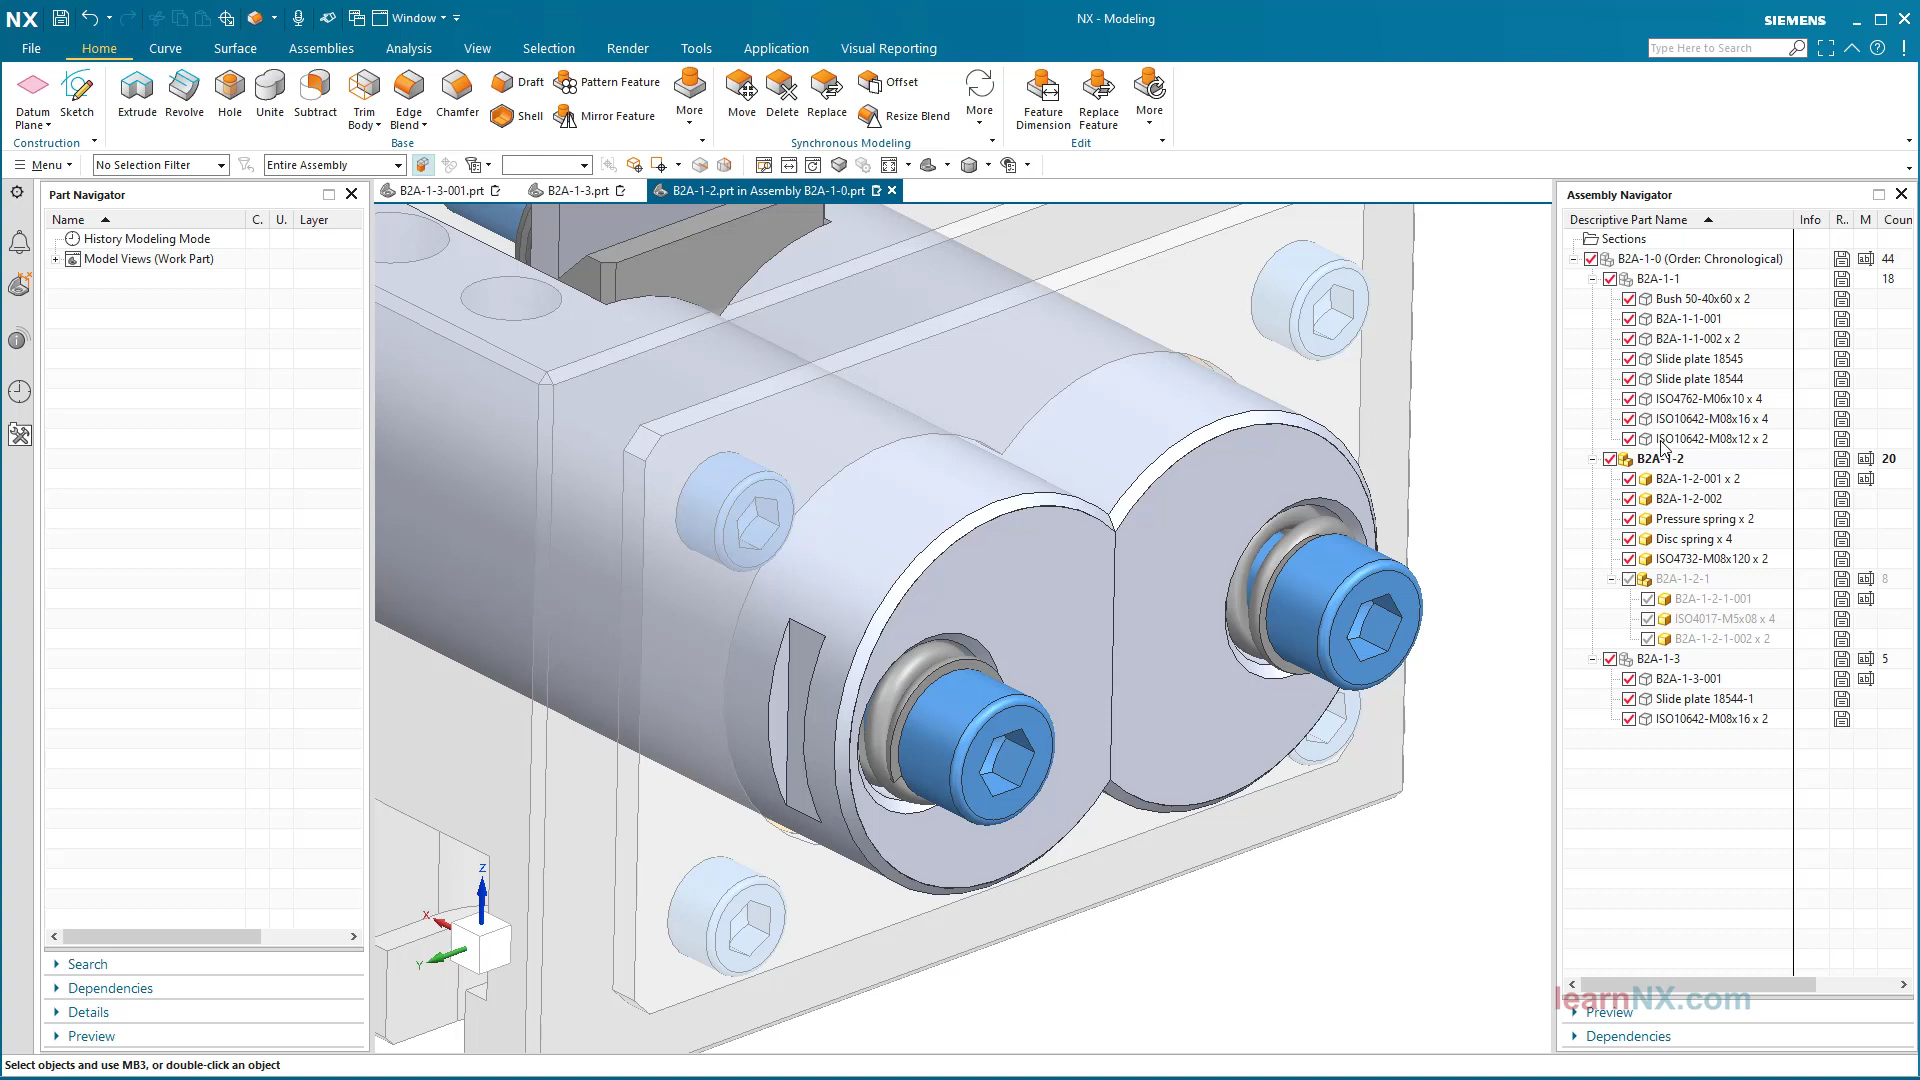 NX
Window
NX - Modeling
SIEMENS
File
Home
Curve
Surface
Assemblies
Analysis
View
Selection
Render
Tools
Application
Visual Reporting
Type Here to Search
Datum
Plane
Sketch
Extrude
Revolve
Hole
Unite
Subtract
Trim
Body
Edge
Blend
Chamfer
Draft
Shell
Pattern Feature
Mirror Feature
More
Move
Delete
Replace
Offset
Resize Blend
More
Feature
Dimension
Replace
Feature
More
Construction
Base
Synchronous Modeling
Edit
Menu
No Selection Filter
Entire Assembly
Part Navigator
Name
C.
U.
Layer
History Modeling Mode
Model Views (Work Part)
Search
Dependencies
Details
Preview
B2A-1-3-001.prt
B2A-1-3.prt
B2A-1-2.prt in Assembly B2A-1-0.prt
Z
X
Y
Assembly Navigator
Descriptive Part Name
Info
R..
M
Coun
Sections
B2A-1-0 (Order: Chronological) 44
B2A-1-1 18
Bush 50-40x60 x 2
B2A-1-1-001
B2A-1-1-002 x 2
Slide plate 18545
Slide plate 18544
ISO4762-M06x10 x 4
ISO10642-M08x16 x 4
ISO10642-M08x12 x 2
B2A-1-2 20
B2A-1-2-001 x 2
B2A-1-2-002
Pressure spring x 2
Disc spring x 4
ISO4732-M08x120 x 2
B2A-1-2-1 8
B2A-1-2-1-001
ISO4017-M5x08 x 4
B2A-1-2-1-002 x 2
B2A-1-3 5
B2A-1-3-001
Slide plate 18544-1
ISO10642-M08x16 x 2
learnNX.com
Preview
Dependencies
Select objects and use MB3, or double-click an object